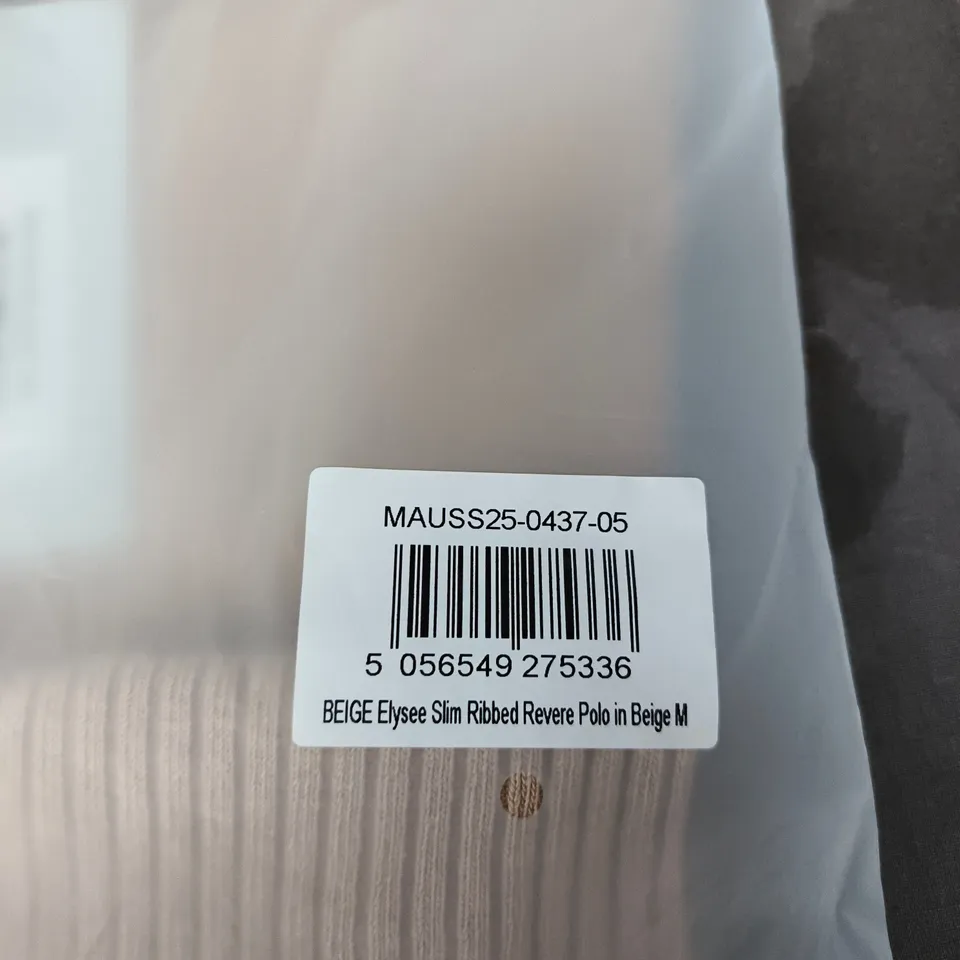 MAUSS25-0437-05
5 056549 275336
BEIGE Elysee Slim Ribbed Revere Polo in Beige M